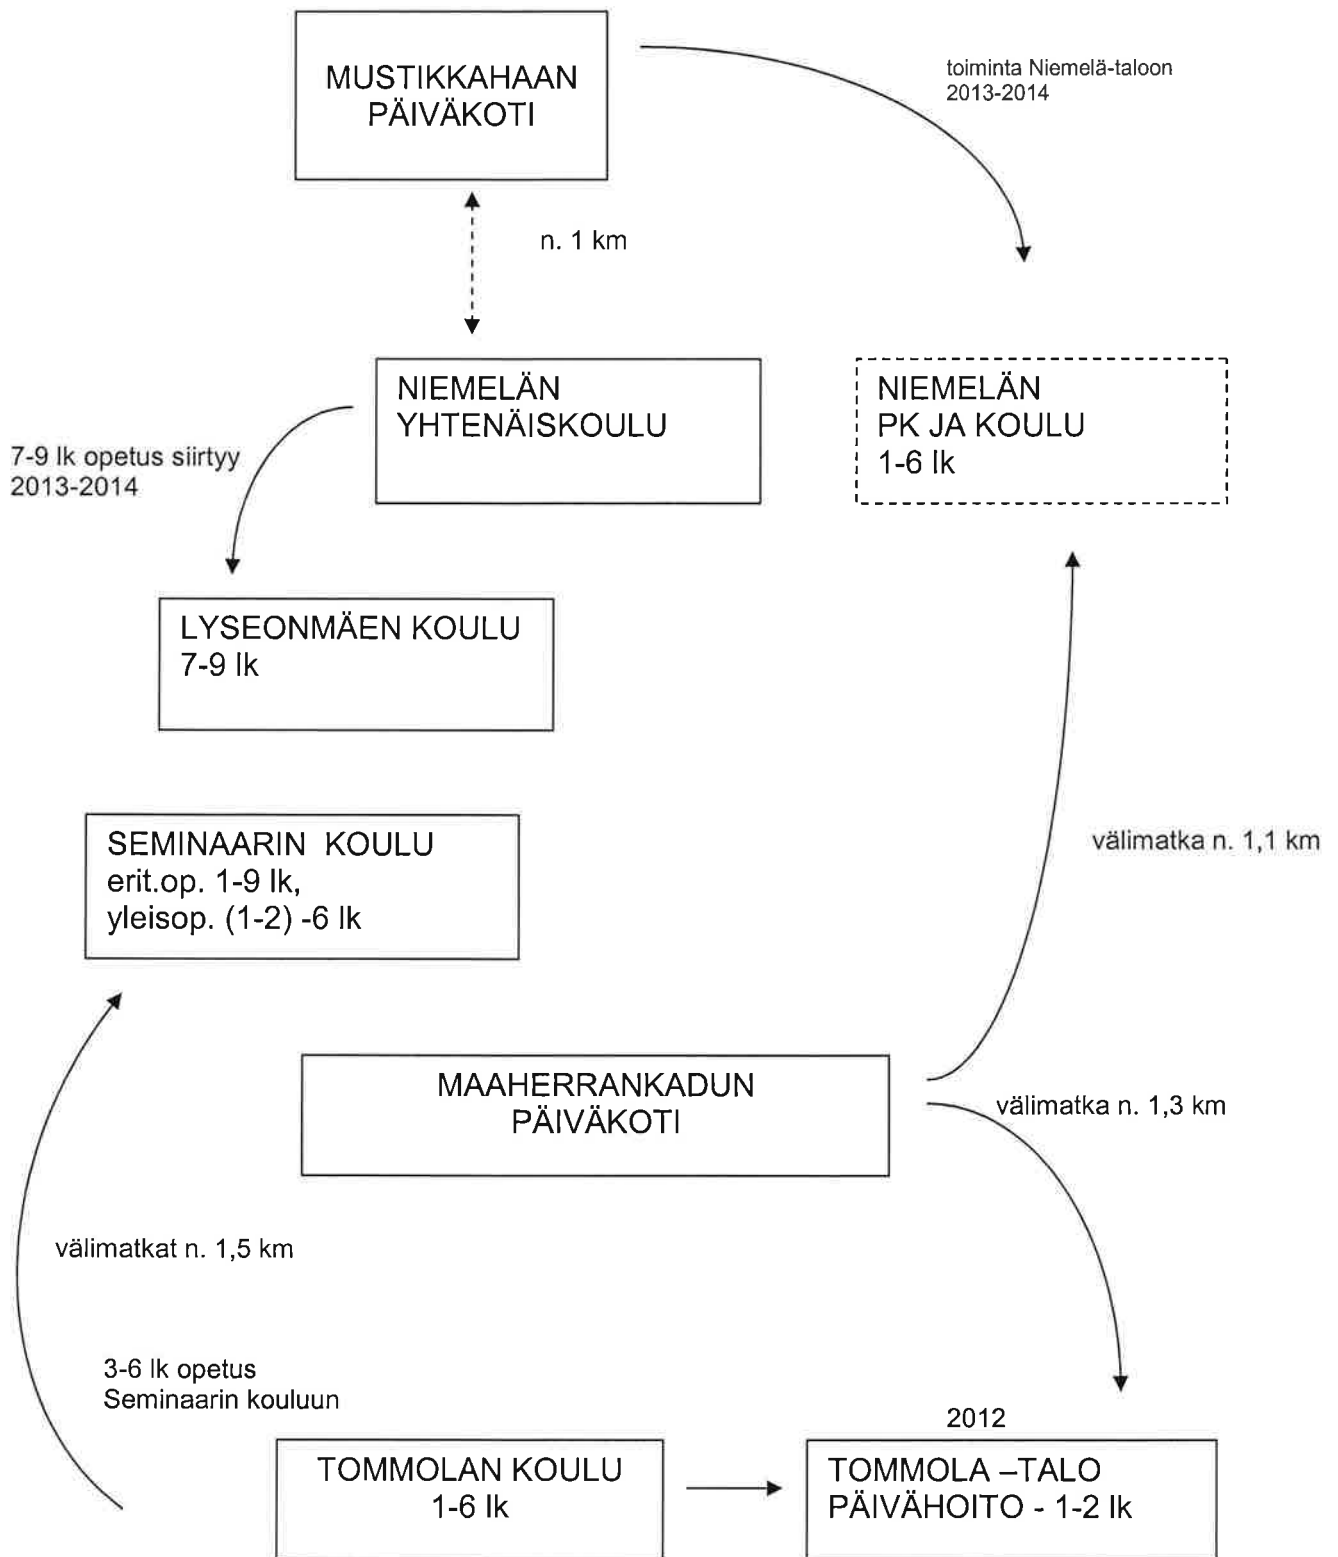 MUSTIKKAHAAN
PÄIVÄKOTI
toiminta Niemelä-taloon
2013-2014
n. 1 km
NIEMELÄN
YHTENÄISKOULU
NIEMELÄN
PK JA KOULU
1-6 lk
7-9 lk opetus siirtyy
2013-2014
LYSEONMÄEN KOULU
7-9 lk
SEMINAARIN KOULU
erit.op. 1-9 lk,
yleisop. (1-2) -6 lk
välimatka n. 1,1 km
MAAHERRANKADUN
PÄIVÄKOTI
välimatka n. 1,3 km
välimatkat n. 1,5 km
3-6 lk opetus
Seminaarin kouluun
2012
TOMMOLAN KOULU
1-6 lk
TOMMOLA –TALO
PÄIVÄHOITO - 1-2 lk